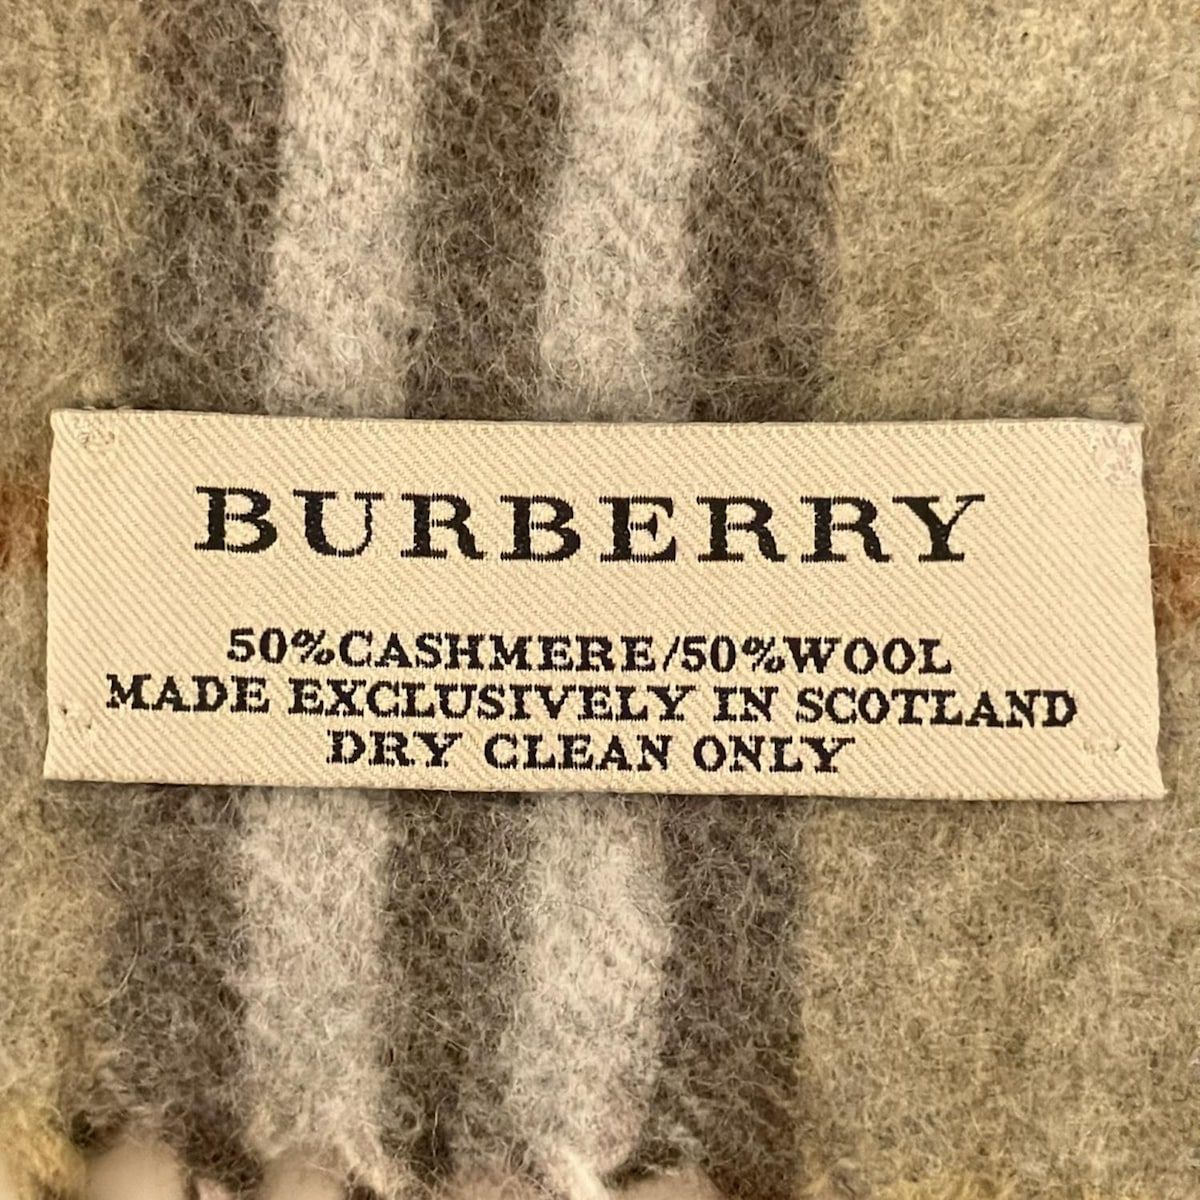 BURBERRY
50%CASHMERE/50%WOOL
MADE EXCLUSIVELY IN SCOTLAND
DRY CLEAN ONLY